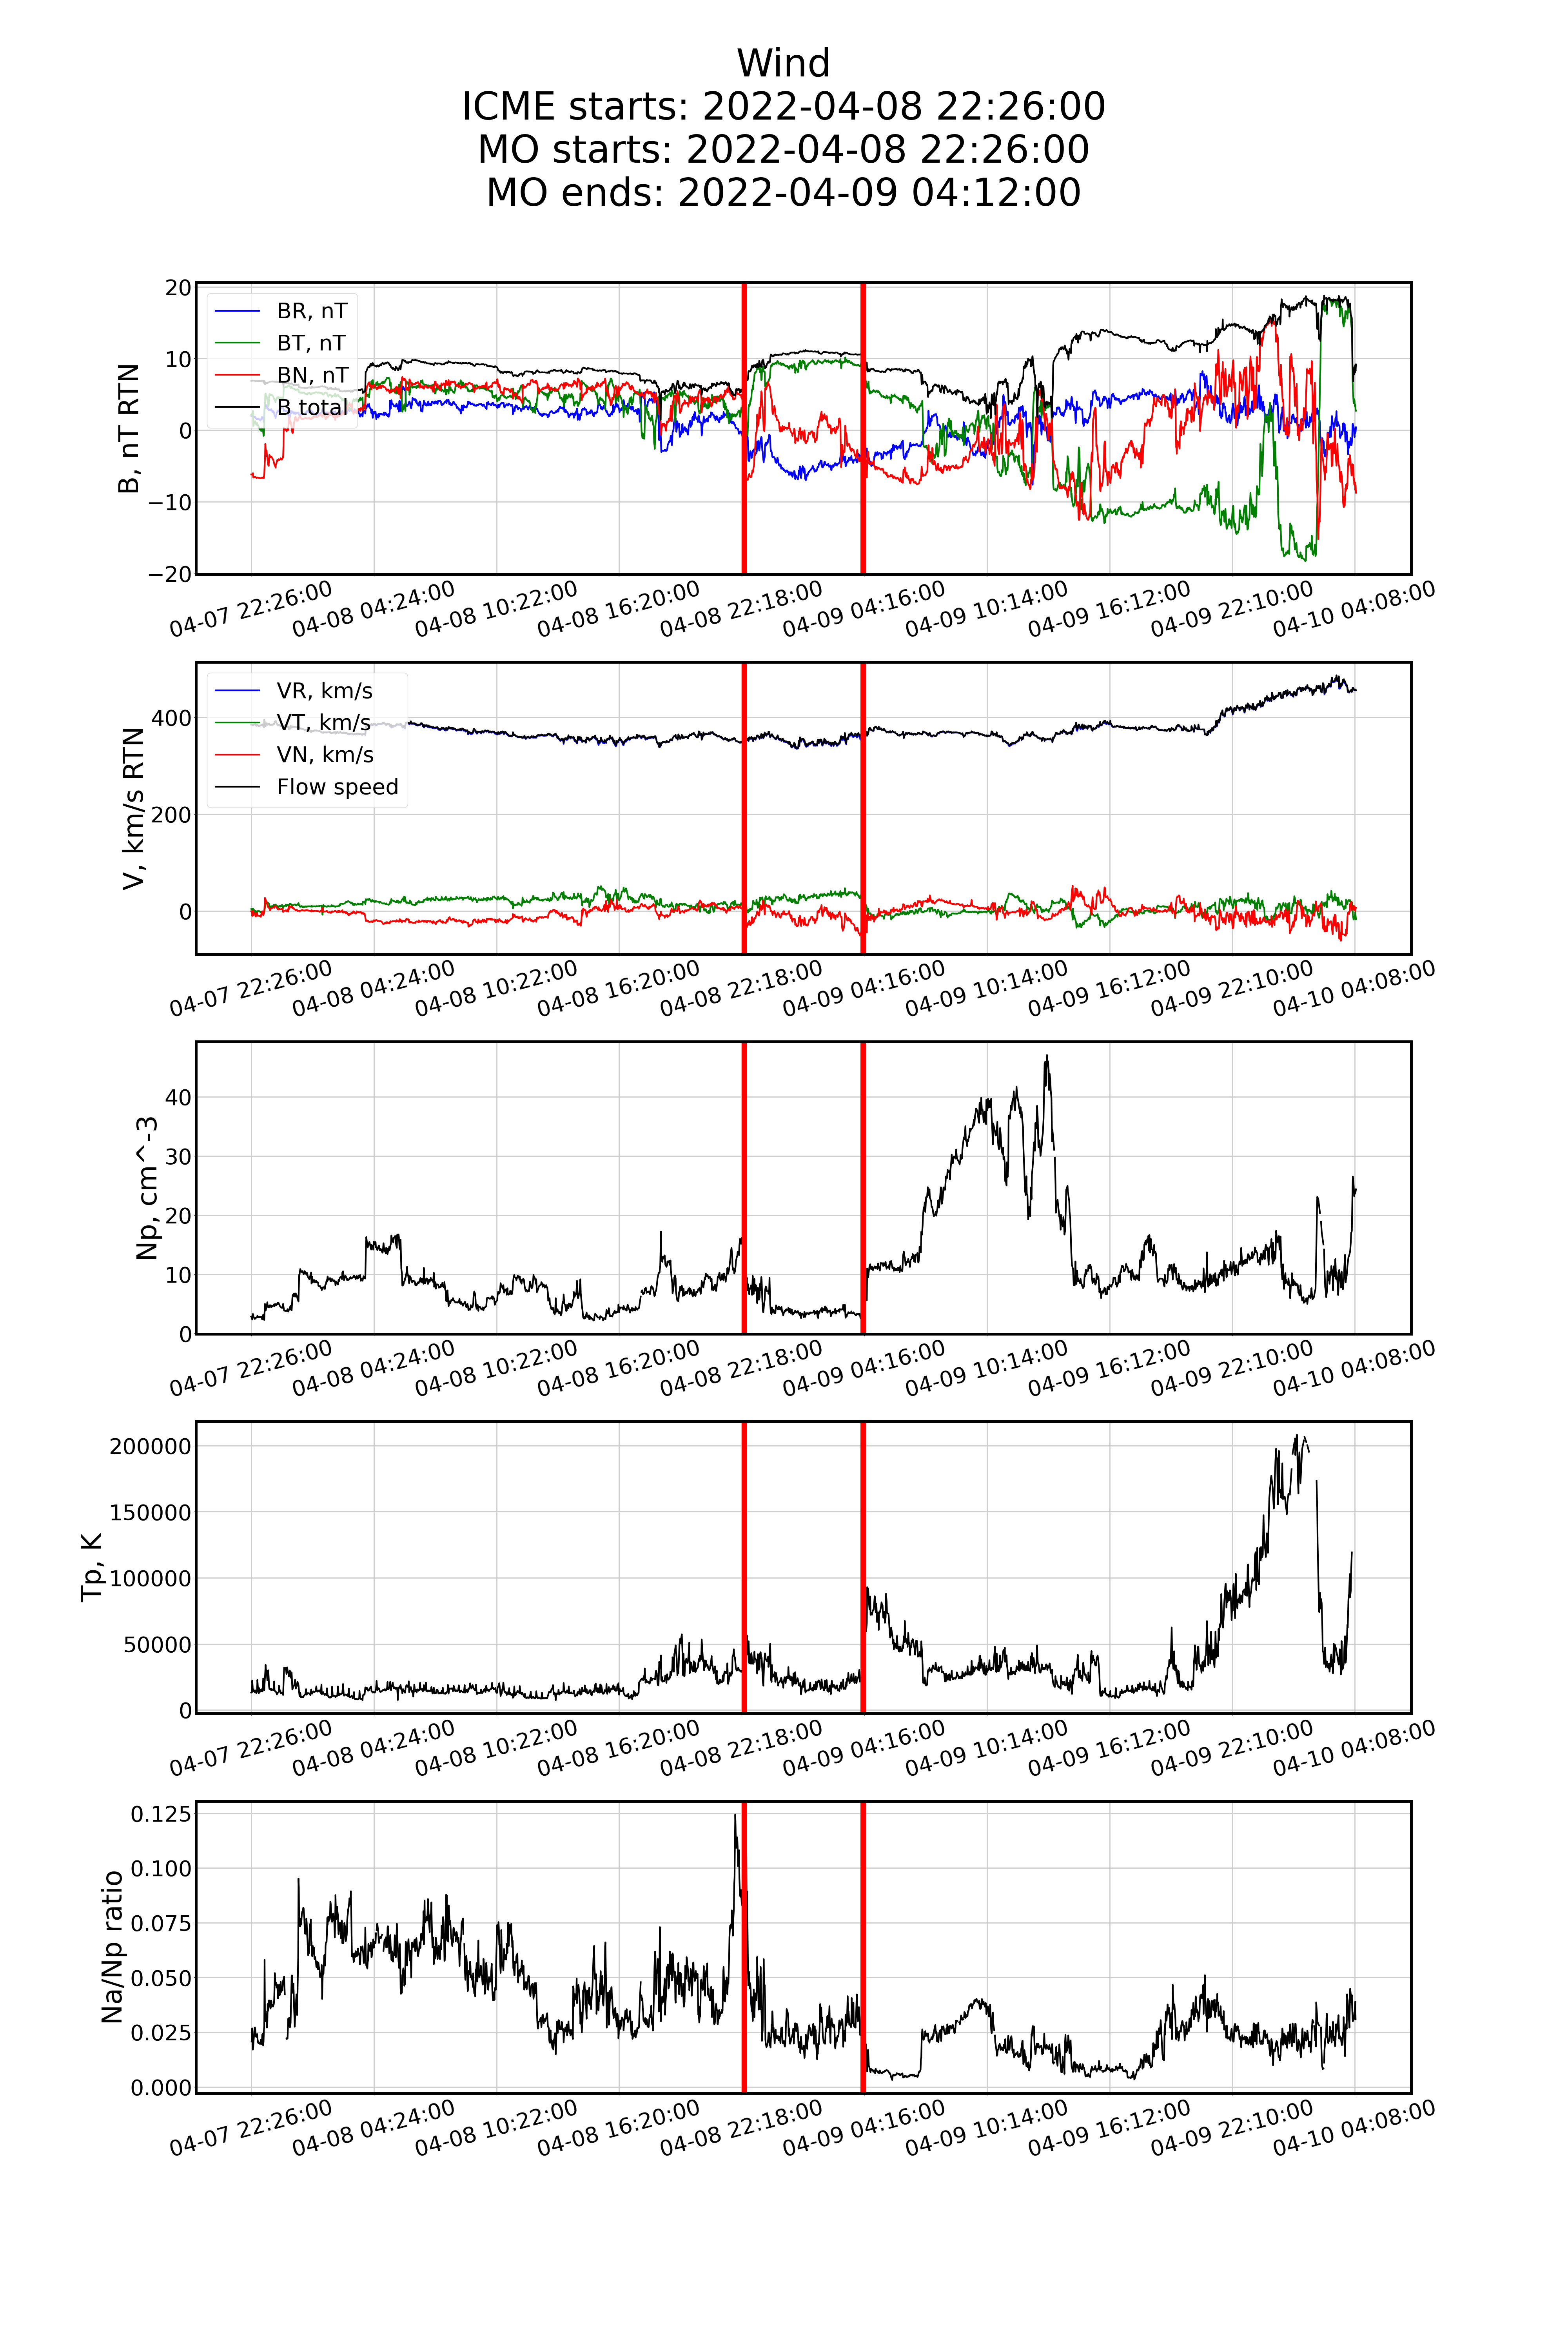 Wind
ICME starts: 2022-04-08 22:26:00
MO starts: 2022-04-08 22:26:00
MO ends: 2022-04-09 04:12:00
B, nT RTN
20
10
0
−10
−20
BR, nT
BT, nT
BN, nT
B total
04-07 22:26:00 04-08 04:24:00 04-08 10:22:00 04-08 16:20:00 04-08 22:18:00 04-09 04:16:00 04-09 10:14:00 04-09 16:12:00 04-09 22:10:00 04-10 04:08:00
V, km/s RTN
400
200
0
VR, km/s
VT, km/s
VN, km/s
Flow speed
04-07 22:26:00 04-08 04:24:00 04-08 10:22:00 04-08 16:20:00 04-08 22:18:00 04-09 04:16:00 04-09 10:14:00 04-09 16:12:00 04-09 22:10:00 04-10 04:08:00
Np, cm^-3
40
30
20
10
0
04-07 22:26:00 04-08 04:24:00 04-08 10:22:00 04-08 16:20:00 04-08 22:18:00 04-09 04:16:00 04-09 10:14:00 04-09 16:12:00 04-09 22:10:00 04-10 04:08:00
Tp, K
200000
150000
100000
50000
0
04-07 22:26:00 04-08 04:24:00 04-08 10:22:00 04-08 16:20:00 04-08 22:18:00 04-09 04:16:00 04-09 10:14:00 04-09 16:12:00 04-09 22:10:00 04-10 04:08:00
Na/Np ratio
0.125
0.100
0.075
0.050
0.025
0.000
04-07 22:26:00 04-08 04:24:00 04-08 10:22:00 04-08 16:20:00 04-08 22:18:00 04-09 04:16:00 04-09 10:14:00 04-09 16:12:00 04-09 22:10:00 04-10 04:08:00